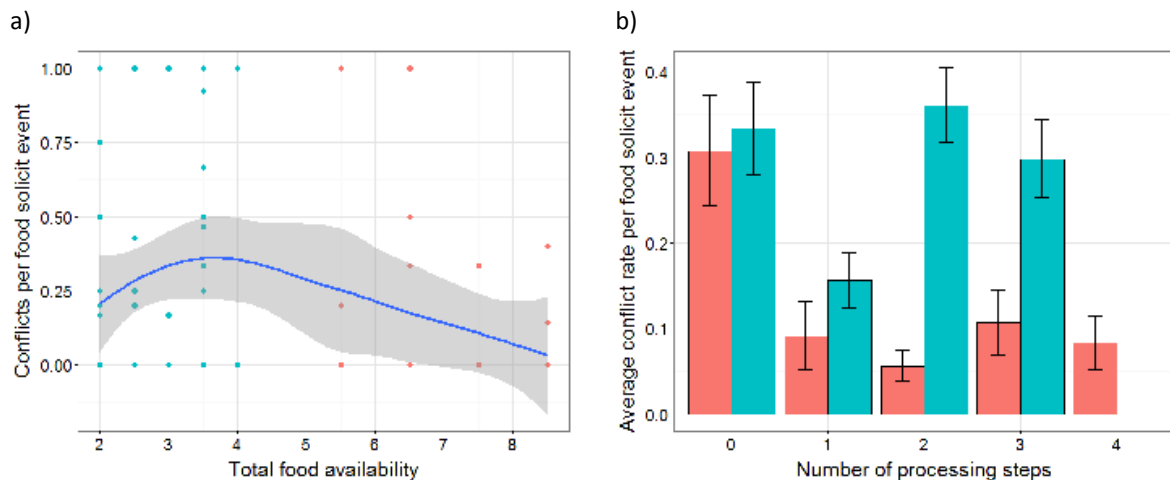 a)
Conflicts per food solicit event
1.00
0.75
0.50
0.25
0.00
2 3 4 5 6 7 8
Total food availability
b)
Average conflict rate per food solicit event
0.4
0.3
0.2
0.1
0.0
0 1 2 3 4
Number of processing steps